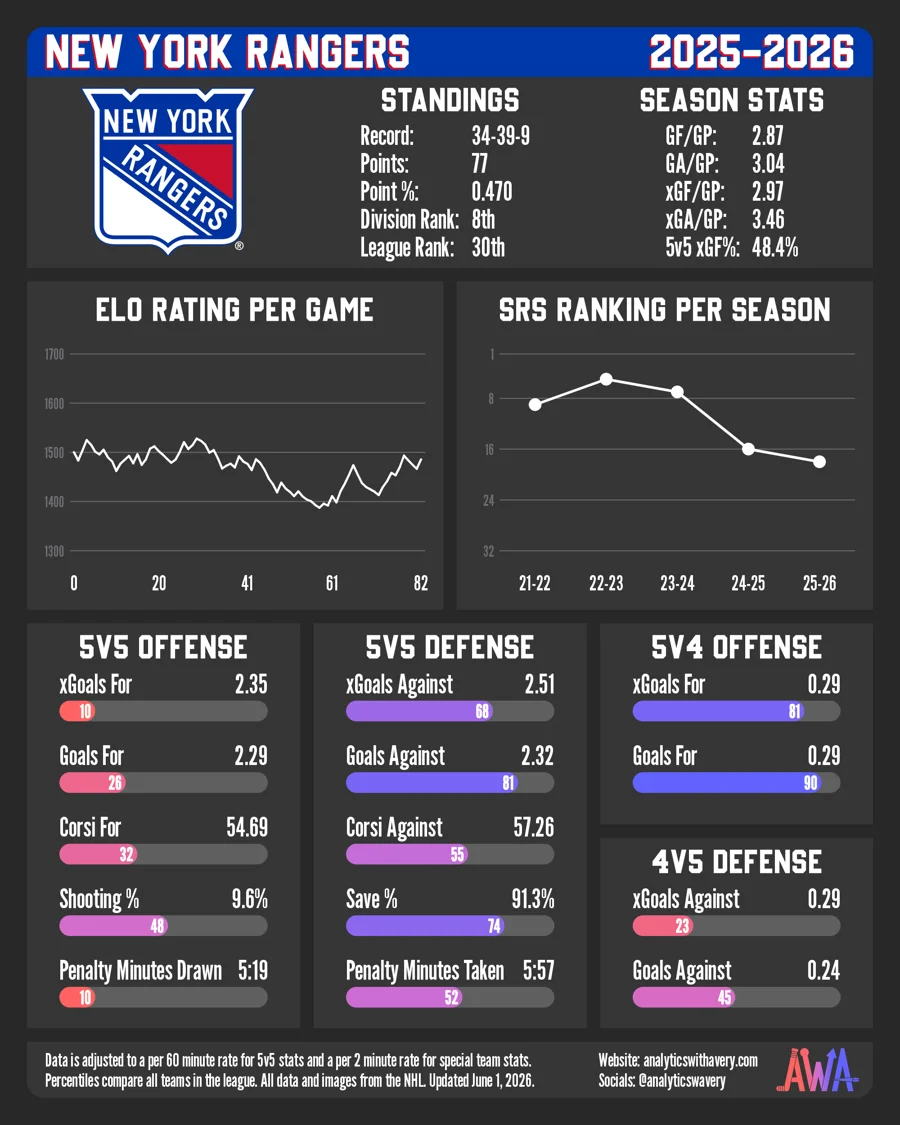 NEW YORK RANGERS 2025-2026
NEW YORK
RANGERS
®
STANDINGS
Record: 34-39-9
Points: 77
Point %: 0.470
Division Rank: 8th
League Rank: 30th
SEASON STATS
GF/GP: 2.87
GA/GP: 3.04
xGF/GP: 2.97
xGA/GP: 3.46
5v5 xGF%: 48.4%
ELO RATING PER GAME
1700
1600
1500
1400
1300
0 20 41 61 82
SRS RANKING PER SEASON
1
8
16
24
32
21-22 22-23 23-24 24-25 25-26
5V5 OFFENSE
xGoals For 2.35
10
Goals For 2.29
26
Corsi For 54.69
32
Shooting % 9.6%
48
Penalty Minutes Drawn 5:19
10
5V5 DEFENSE
xGoals Against 2.51
68
Goals Against 2.32
81
Corsi Against 57.26
55
Save % 91.3%
74
Penalty Minutes Taken 5:57
52
5V4 OFFENSE
xGoals For 0.29
81
Goals For 0.29
90
4V5 DEFENSE
xGoals Against 0.29
23
Goals Against 0.24
45
Data is adjusted to a per 60 minute rate for 5v5 stats and a per 2 minute rate for special team stats.
Percentiles compare all teams in the league. All data and images from the NHL. Updated June 1, 2026.
Website: analyticswithavery.com
Socials: @analyticswavery
AWA